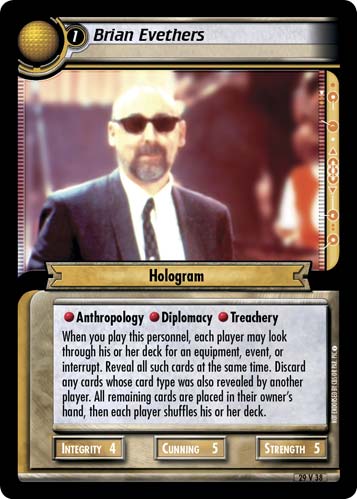 1 Brian Evethers
Hologram
Anthropology Diplomacy Treachery
When you play this personnel, each player may look
through his or her deck for an equipment, event, or
interrupt. Reveal all such cards at the same time. Discard
any cards whose card type was also revealed by another
player. All remaining cards are placed in their owner's
hand, then each player shuffles his or her deck.
INTEGRITY 4 CUNNING 5 STRENGTH 5
29 V 38